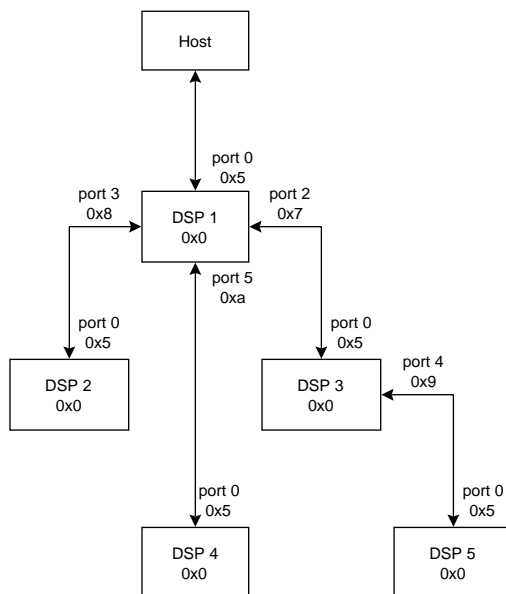 Host
port 0
0x5
port 3
0x8
DSP 1
0x0
port 2
0x7
port 5
0xa
port 0
0x5
DSP 2
0x0
port 0
0x5
DSP 3
0x0
port 4
0x9
port 0
0x5
DSP 4
0x0
port 0
0x5
DSP 5
0x0